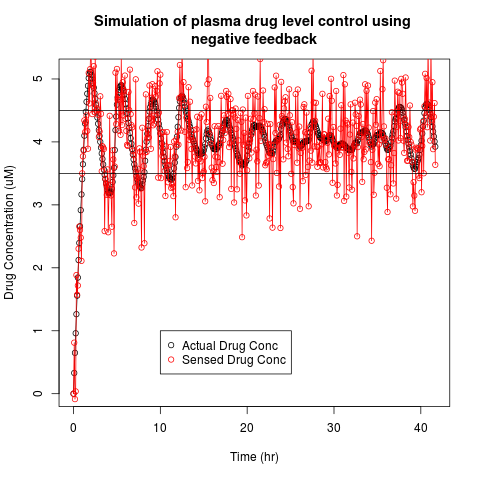 Simulation of plasma drug level control using
negative feedback
Drug Concentration (uM)
5
4
3
2
1
0
Actual Drug Conc
Sensed Drug Conc
0 10 20 30 40
Time (hr)